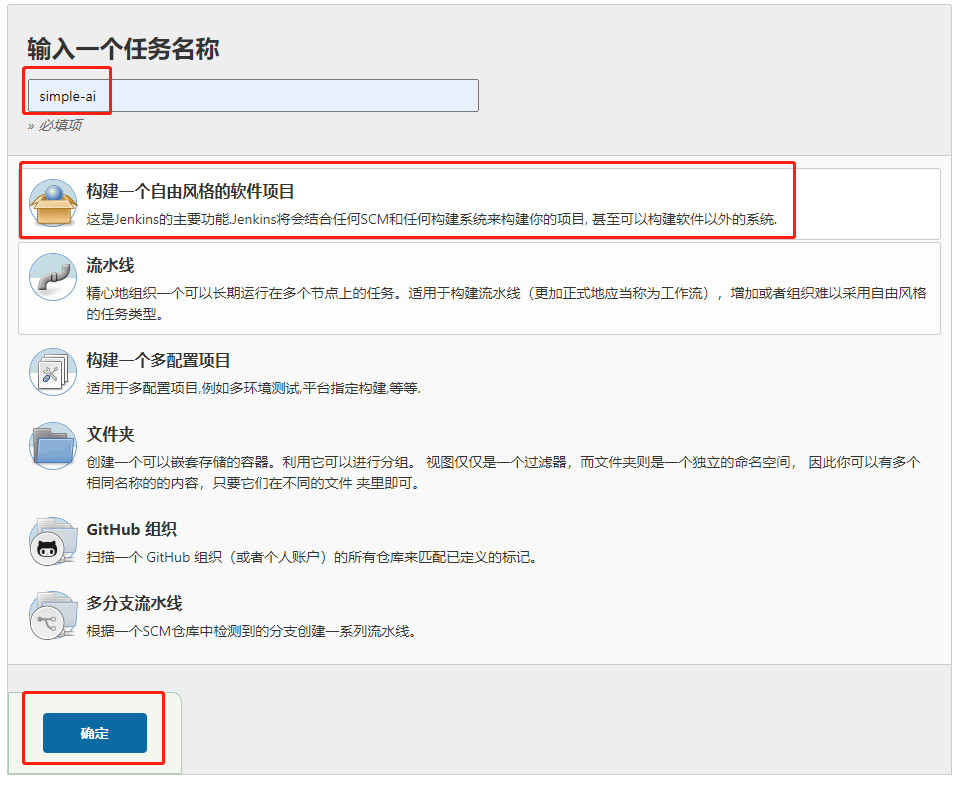 输入一个任务名称
simple-ai
» 必填项
构建一个自由风格的软件项目
这是Jenkins的主要功能.Jenkins将会结合任何SCM和任何构建系统来构建你的项目, 甚至可以构建软件以外的系统.
流水线
精心地组织一个可以长期运行在多个节点上的任务。适用于构建流水线（更加正式地应当称为工作流），增加或者组织难以采用自由风格
的任务类型。
构建一个多配置项目
适用于多配置项目,例如多环境测试,平台指定构建,等等.
文件夹
创建一个可以嵌套存储的容器。利用它可以进行分组。 视图仅仅是一个过滤器，而文件夹则是一个独立的命名空间， 因此你可以有多个
相同名称的的内容，只要它们在不同的文件 夹里即可。
GitHub 组织
扫描一个 GitHub 组织（或者个人账户）的所有仓库来匹配已定义的标记。
多分支流水线
根据一个SCM仓库中检测到的分支创建一系列流水线。
确定